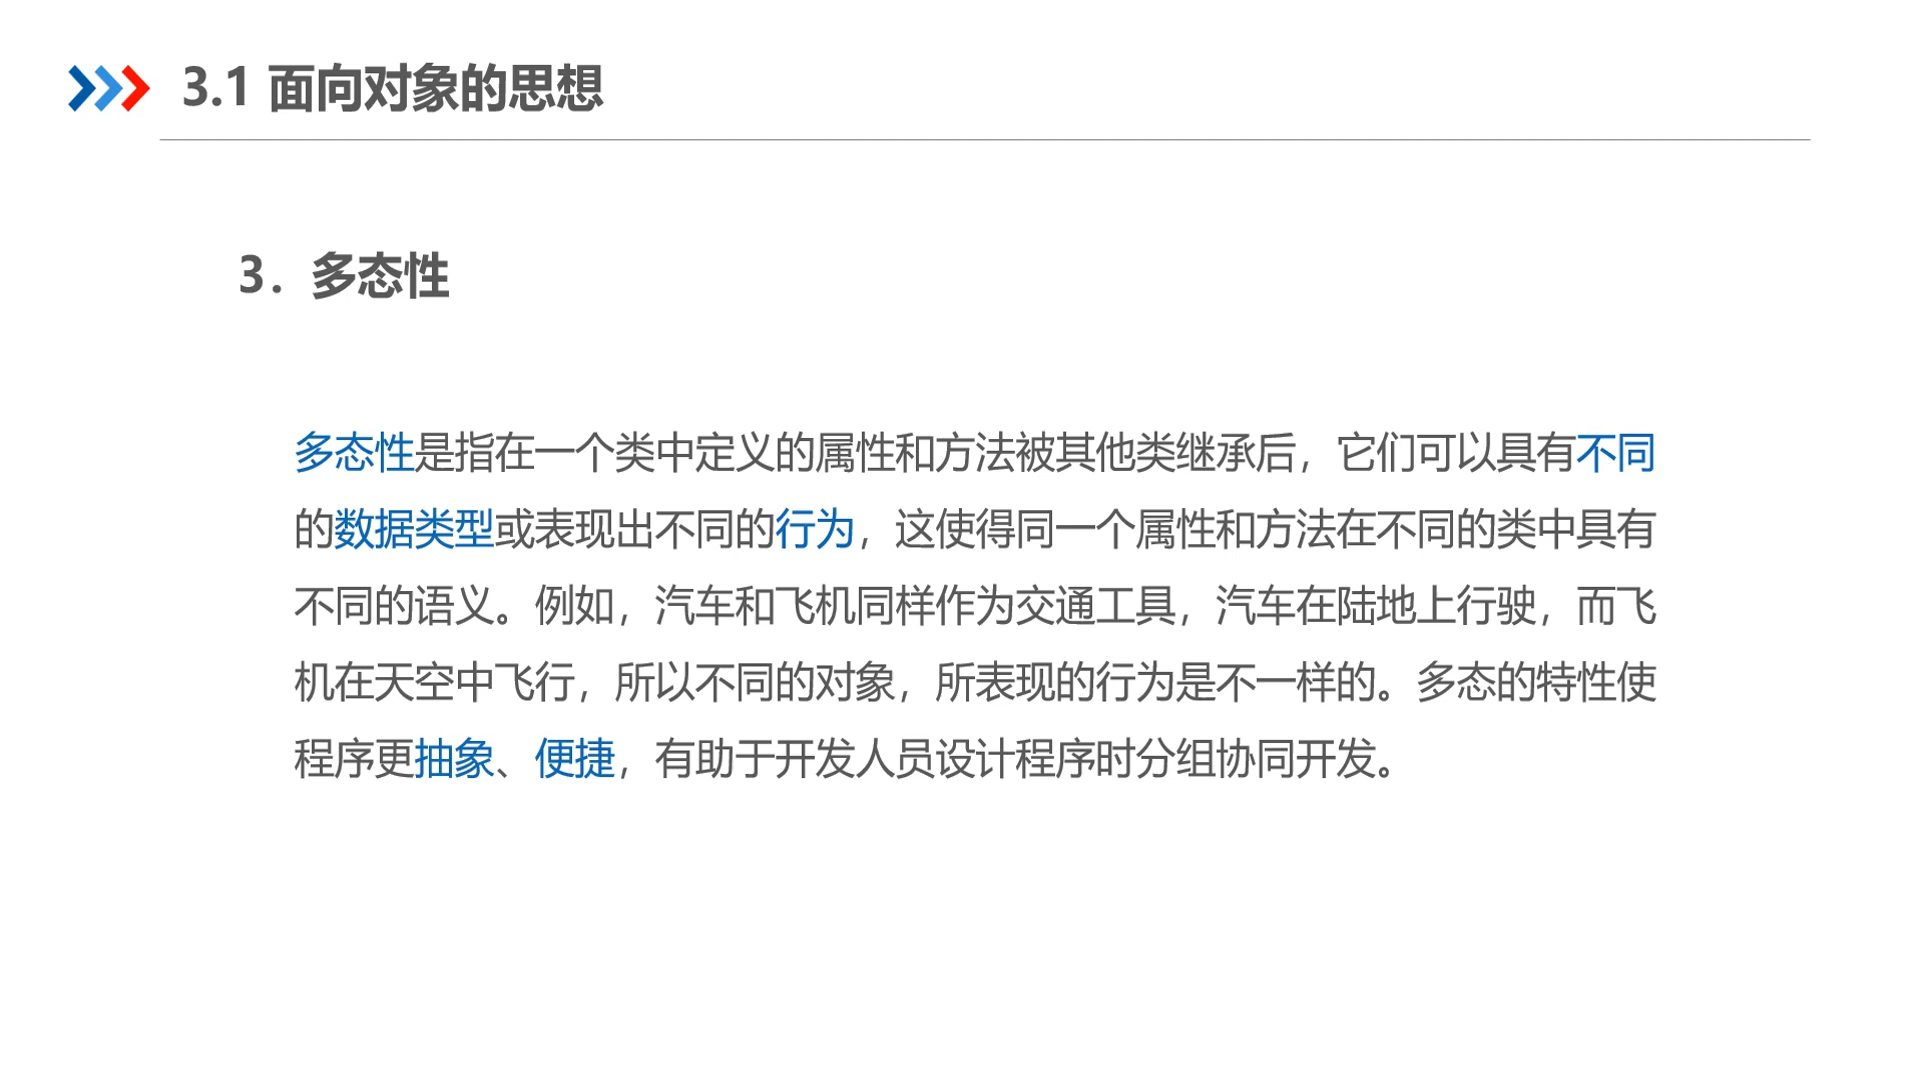 3.1 面向对象的思想
3．多态性
多态性是指在一个类中定义的属性和方法被其他类继承后，它们可以具有不同
的数据类型或表现出不同的行为，这使得同一个属性和方法在不同的类中具有
不同的语义。例如，汽车和飞机同样作为交通工具，汽车在陆地上行驶，而飞
机在天空中飞行，所以不同的对象，所表现的行为是不一样的。多态的特性使
程序更抽象、便捷，有助于开发人员设计程序时分组协同开发。